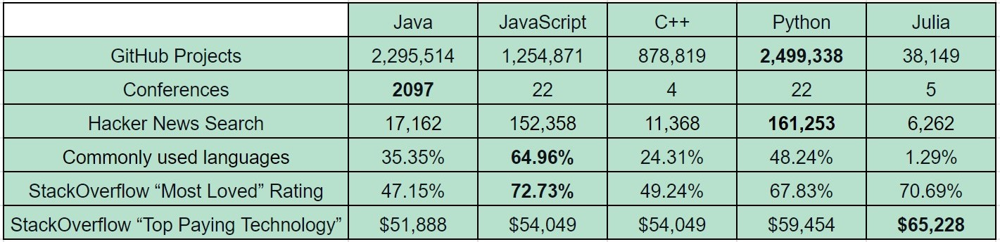 Java JavaScript C++ Python Julia
GitHub Projects 2,295,514 1,254,871 878,819 2,499,338 38,149
Conferences 2097 22 4 22 5
Hacker News Search 17,162 152,358 11,368 161,253 6,262
Commonly used languages 35.35% 64.96% 24.31% 48.24% 1.29%
StackOverflow “Most Loved” Rating 47.15% 72.73% 49.24% 67.83% 70.69%
StackOverflow “Top Paying Technology” $51,888 $54,049 $54,049 $59,454 $65,228